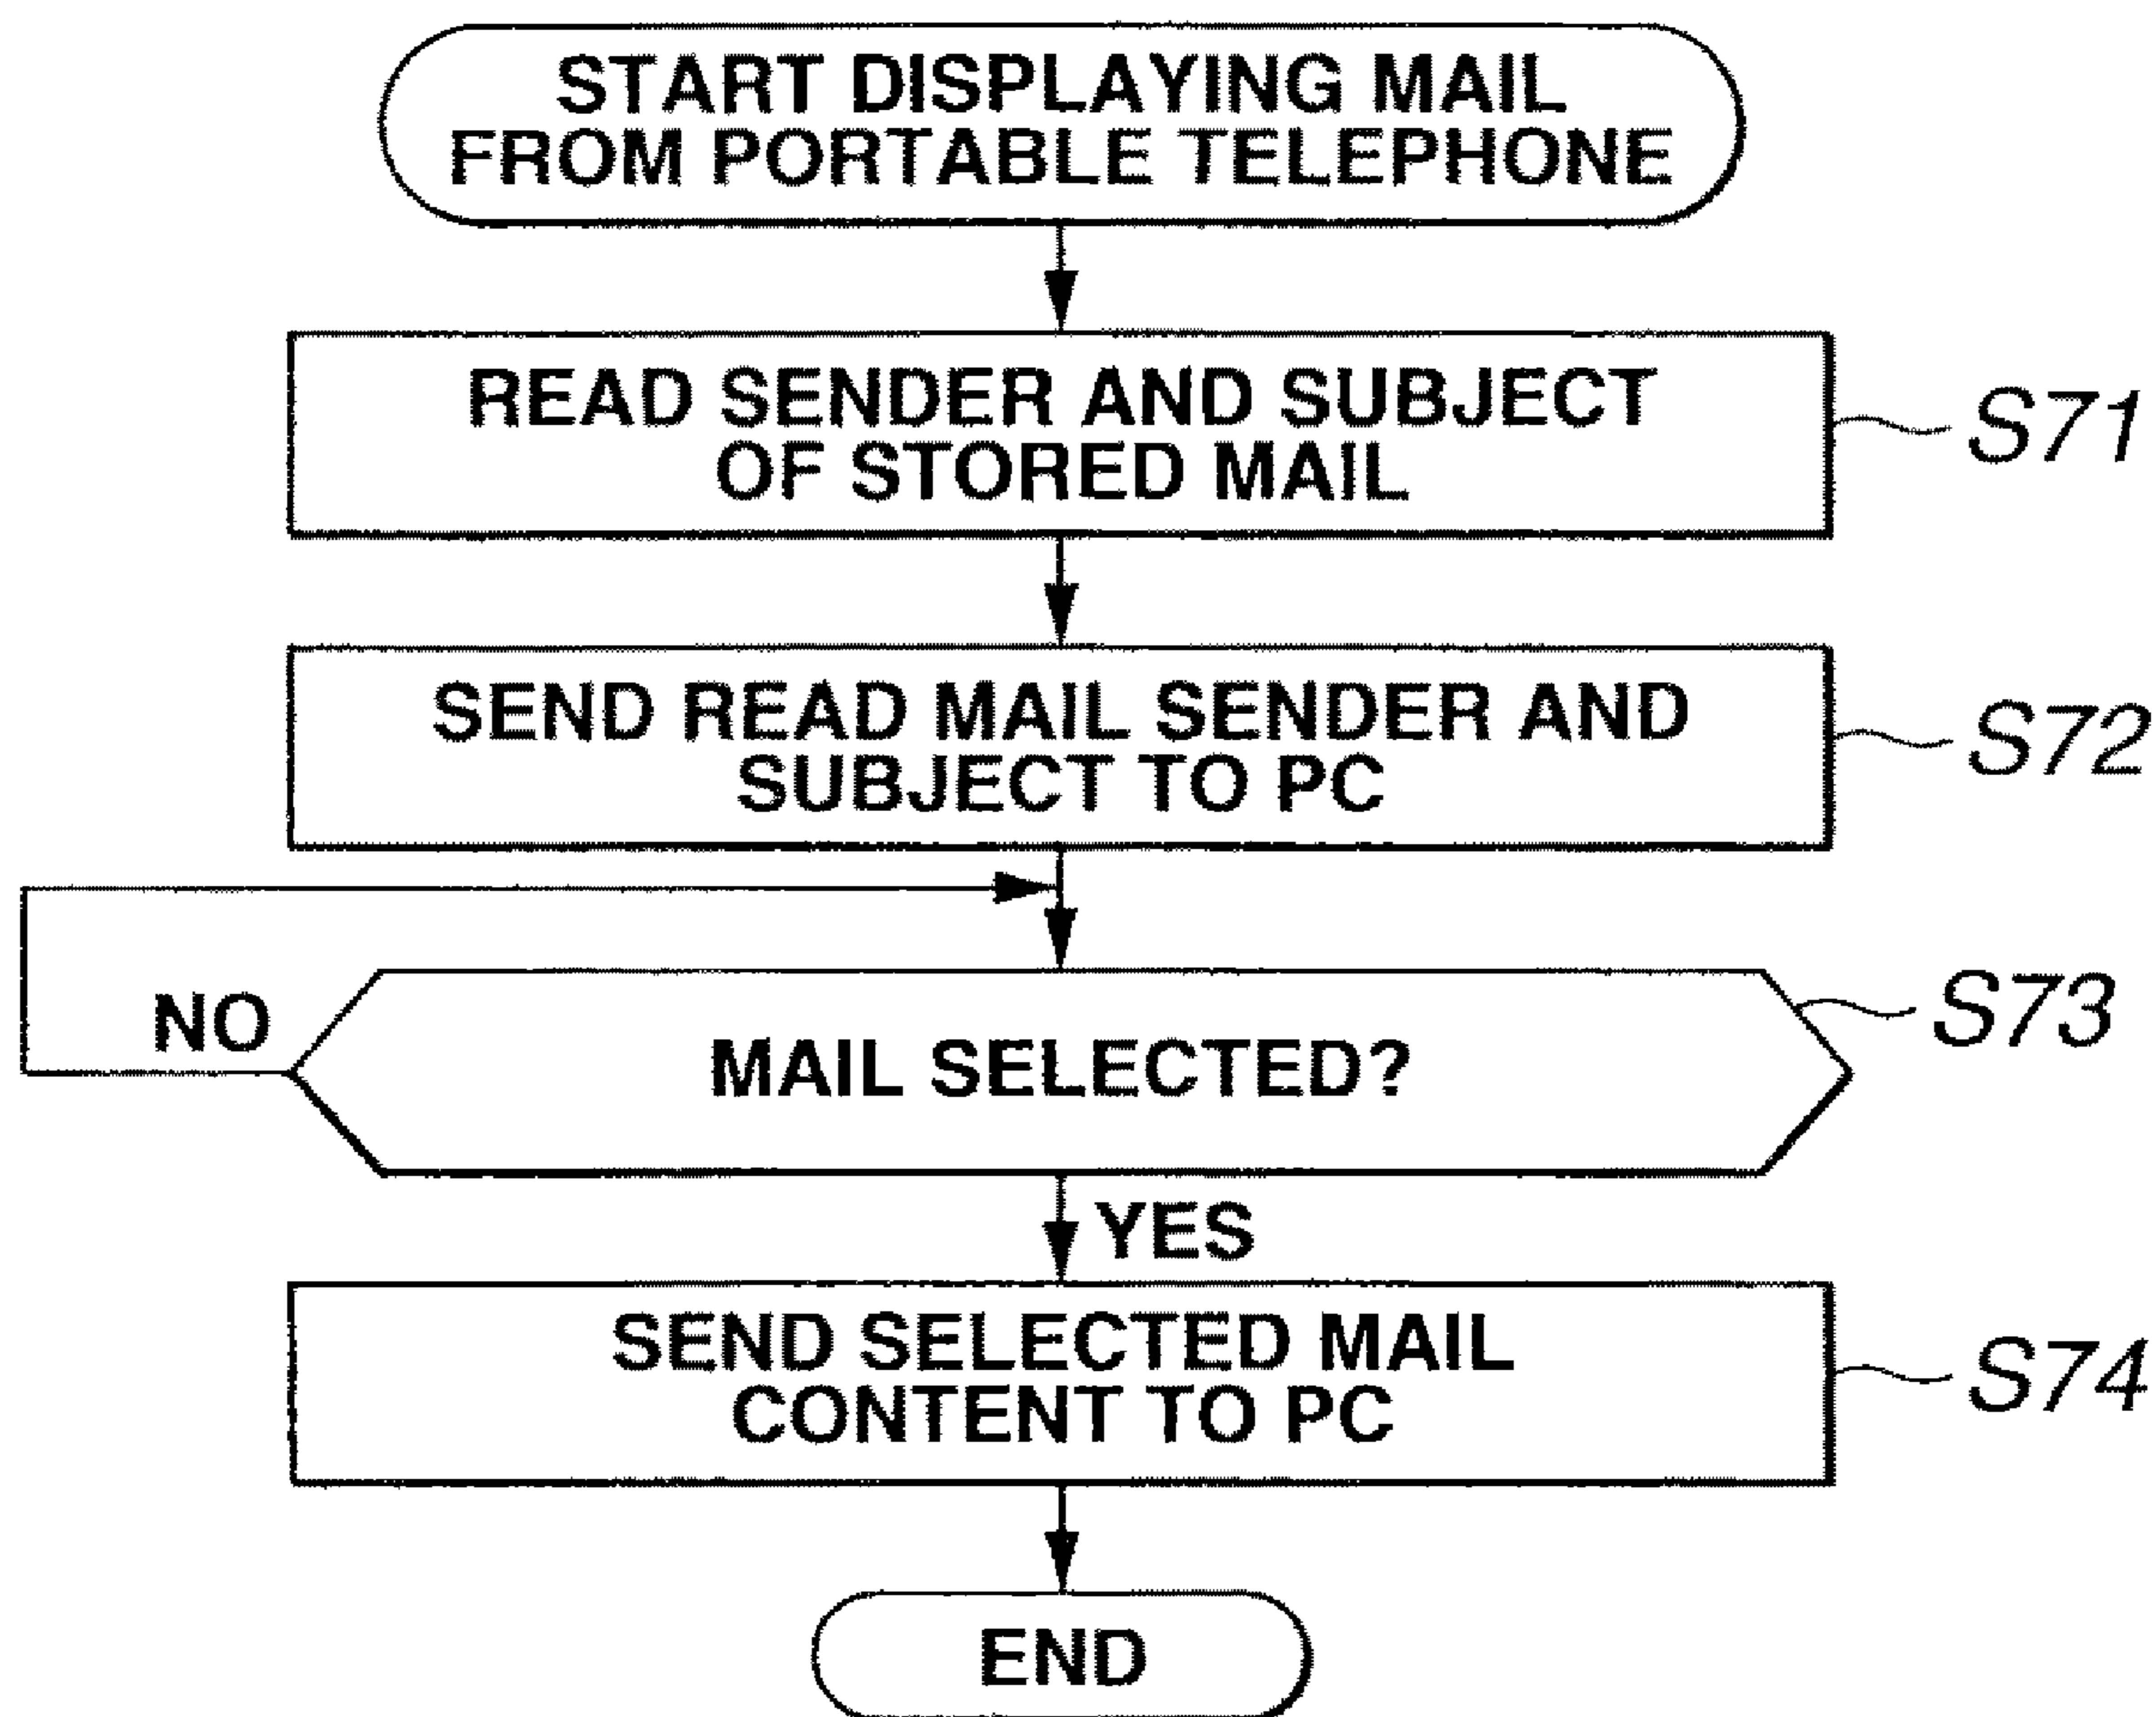 START DISPLAYING MAIL
FROM PORTABLE TELEPHONE
READ SENDER AND SUBJECT
OF STORED MAIL
S71
SEND READ MAIL SENDER AND
SUBJECT TO PC
S72
NO
MAIL SELECTED?
S73
YES
SEND SELECTED MAIL
CONTENT TO PC
S74
END